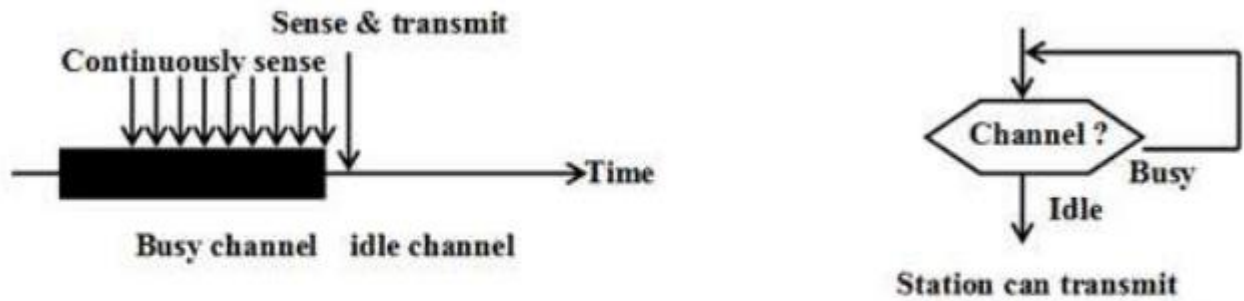 Sense & transmit
Continuously sense
Time
Busy channel idle channel
Channel ?
Busy
Idle
Station can transmit